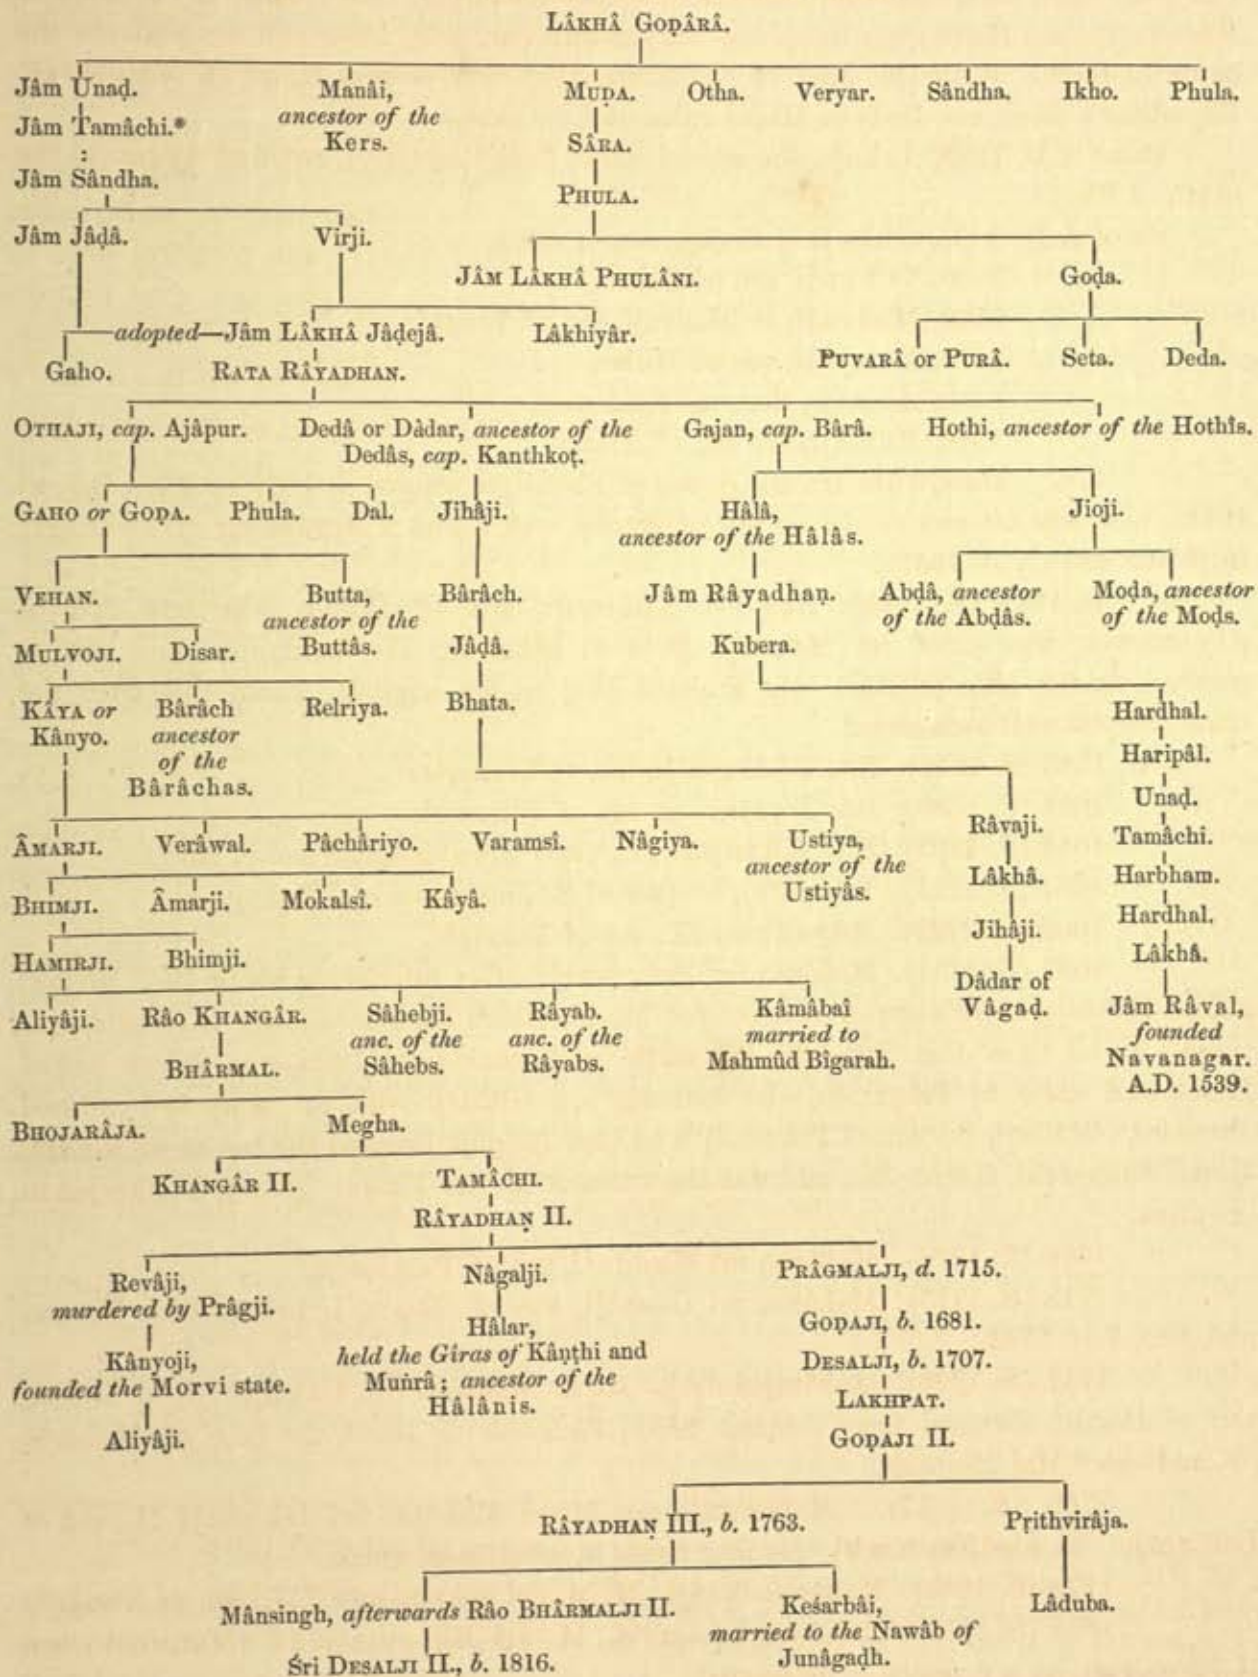 LÂKHÂ GOḌÂRÂ.
Jâm Unaḍ. Manâi, MUḌA. Otha. Veryar. Sândha. Ikho. Phula.
ancestor of the
Jâm Tamâchi.* Kers. SÂRA.
Jâm Sândha. PHULA.
Jâm Jâḍâ. Virji.
JÂM LÂKHÂ PHULÂNI. Goḍa.
adopted—Jâm LÂKHÂ Jâḍejâ. Lâkhiyâr.
Gaho. RATA RÂYADHAN. PUVARÂ or PURÂ. Seta. Deda.
OTHAJI, cap. Ajâpur. Dedâ or Dàdar, ancestor of the Gajan, cap. Bârâ. Hothi, ancestor of the Hothîs.
Dedâs, cap. Kanthkoṭ.
GAHO or GOḌA. Phula. Dal. Jihâji. Hâlâ, Jioji.
ancestor of the Hâlâs.
VEHAN. Butta, Bârâch. Jâm Râyadhaṇ. Abḍâ, ancestor Moḍa, ancestor
ancestor of the of the Abḍâs. of the Moḍs.
MULVOJI. Disar. Buttâs. Jâḍâ. Kubera.
KÂYA or Bârâch Relriya. Bhata. Hardhal.
Kânyo. ancestor Haripâl.
of the
Bârâchas. Unaḍ.
ÂMARJI. Verâwal. Pâchâriyo. Varamsî. Nâgiya. Ustiya, Râvaji. Tamâchi.
ancestor of the
Ustiyâs. Lâkhâ. Harbham.
BHIMJI. Âmarji. Mokalsî. Kâyâ. Hardhal.
Jihâji.
HAMIRJI. Bhimji. Lâkhâ.
Dâdar of
Vâgaḍ.
Aliyâji. Râo KHANGÂR. Sâhebji. Râyab. Kâmâbaî Jâm Râval,
anc. of the anc. of the married to founded
Sâhebs. Râyabs. Mahmûd Bîgarah. Navanagar.
BHÂRMAL. A.D. 1539.
BHOJARÂJA. Megha.
KHANGÂR II. TAMÂCHI.
RÂYADHAṆ II.
Revâji, Nâgalji. PRÂGMALJI, d. 1715.
murdered by Prâgji.
Hâlar, GOḌAJI, b. 1681.
Kânyoji, held the Giras of Kâṇṭhi and DESALJI, b. 1707.
founded the Morvi state. Muṅrâ; ancestor of the
Hâlânis. LAKHPAT.
Aliyâji. GOḌAJI II.
RÂYADHAṆ III., b. 1763. Pṛithvirâja.
Mânsingh, afterwards Râo BHÂRMALJI II. Keśarbâi, Lâduba.
married to the Nawâb of
Junâgaḍh.
Śri DESALJI II., b. 1816.